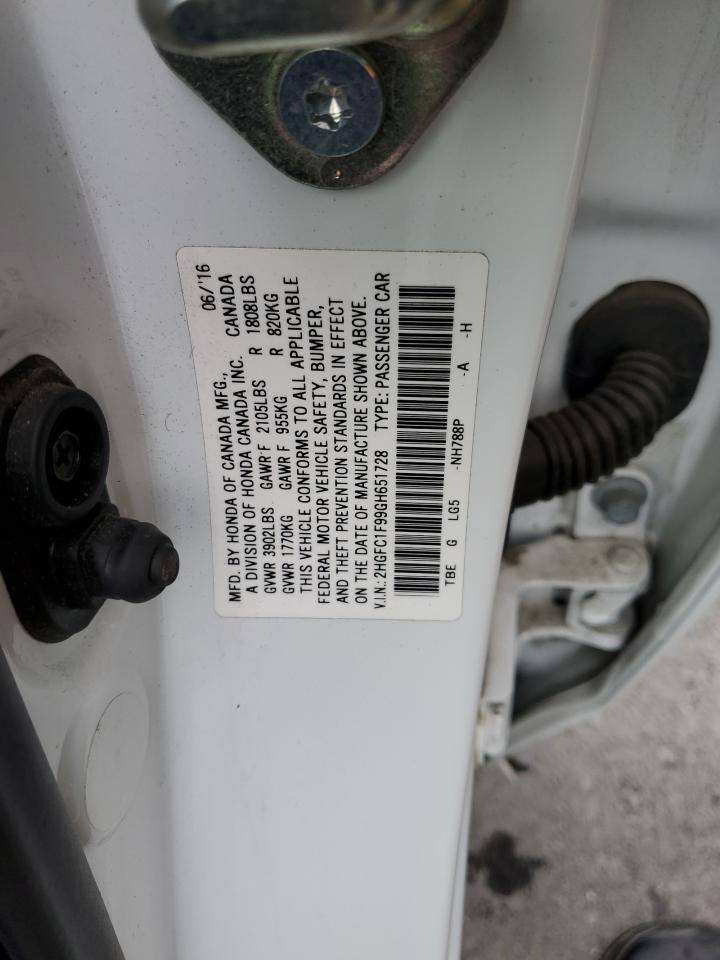 MFD. BY HONDA OF CANADA MFG., 06/'16
A DIVISION OF HONDA CANADA INC. CANADA
GVWR 3902LBS GAWR F 2105LBS R 1808LBS
GVWR 1770KG GAWR F 955KG R 820KG
THIS VEHICLE CONFORMS TO ALL APPLICABLE
FEDERAL MOTOR VEHICLE SAFETY, BUMPER,
AND THEFT PREVENTION STANDARDS IN EFFECT
ON THE DATE OF MANUFACTURE SHOWN ABOVE.
V.I.N.: 2HGFC1F99GH651728 TYPE: PASSENGER CAR
TBE G LG5 -NH788P -A -H